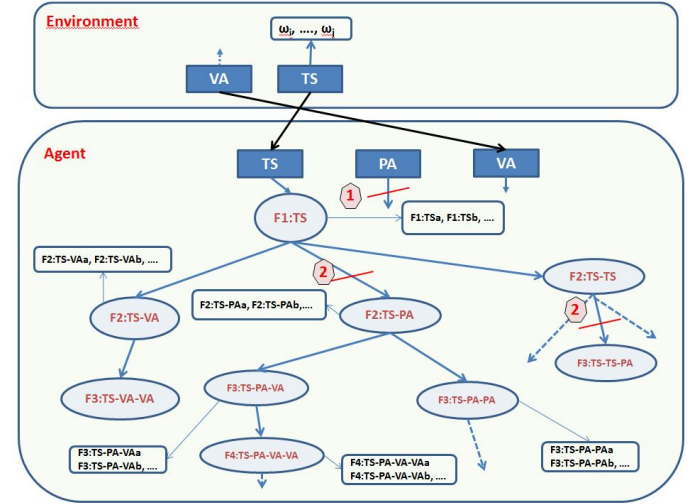 Environment
ωi, ...., ωj
VA
TS
Agent
TS
PA
VA
1
F1:TS
F1:TSa, F1:TSb, ....
F2:TS-VAa, F2:TS-VAb, ....
2
F2:TS-TS
F2:TS-PAa, F2:TS-PAb,....
F2:TS-VA
F2:TS-PA
2
F3:TS-TS-PA
F3:TS-VA-VA
F3:TS-PA-VA
F3:TS-PA-PA
F3:TS-PA-VAa
F3:TS-PA-VAb, ....
F4:TS-PA-VA-VA
F4:TS-PA-VA-VAa
F4:TS-PA-VA-VAb, ....
F3:TS-PA-PAa
F3:TS-PA-PAb, ....